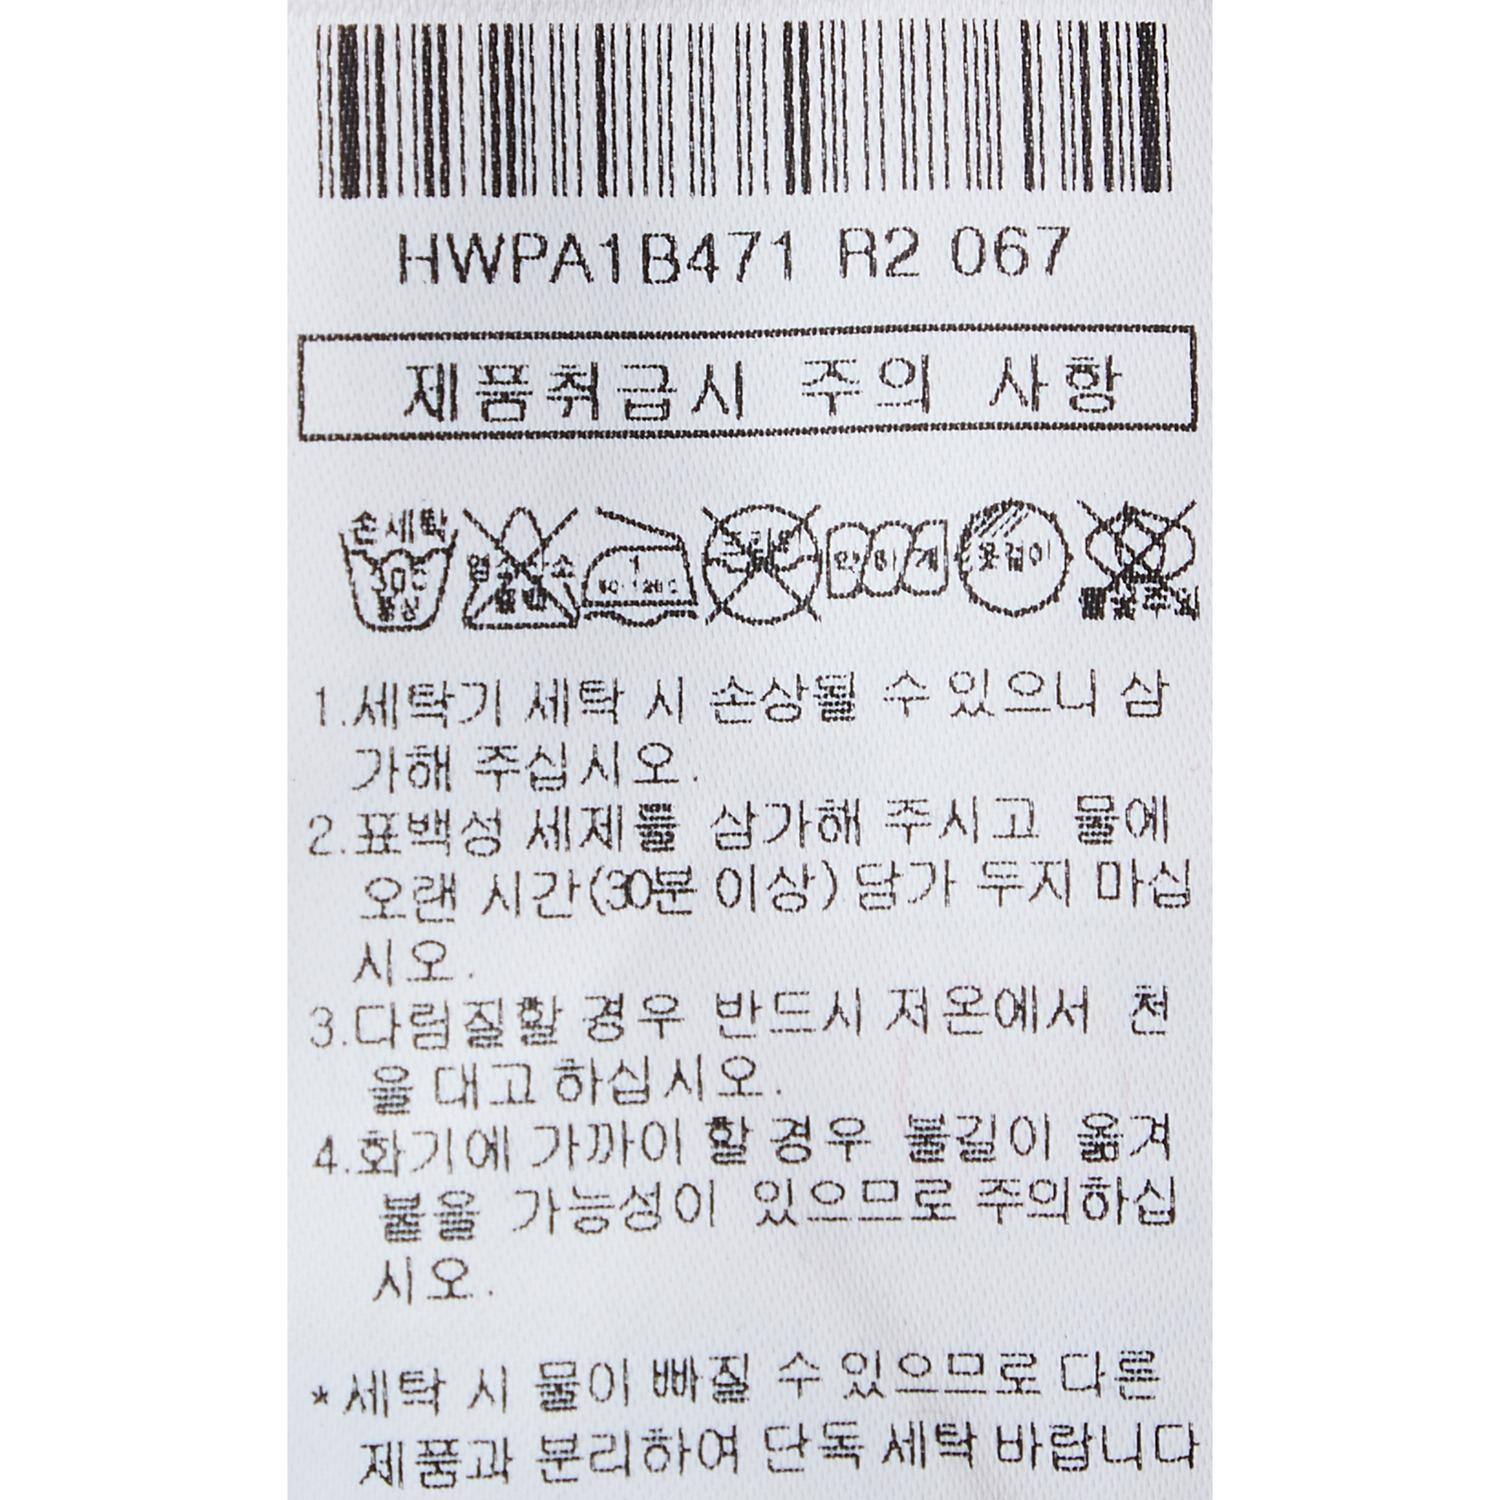 HWPA1B471 R2 067
제품취급시 주의 사항
손세탁
중성
염소
1
80-120℃
드라이
안
히
게
옷걸이
1.세탁기 세탁 시 손상될 수 있으니 삼
가해 주십시오.
2.표백성 세제를 삼가해 주시고 물에
오랜 시간(30분 이상) 담가 두지 마십
시오.
3.다림질할 경우 반드시 저온에서 천
을 대고 하십시오.
4.화기에 가까이 할 경우 불길이 옮겨
붙을 가능성이 있으므로 주의하십
시오.
*세탁 시 물이 빠질 수 있으므로 다른
제품과 분리하여 단독 세탁 바랍니다